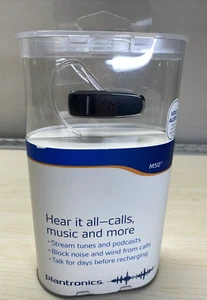 M50™
Hear it all—calls,
music and more
• Stream tunes and podcasts
• Block noise and wind from calls
• Talk for days before recharging
plantronics